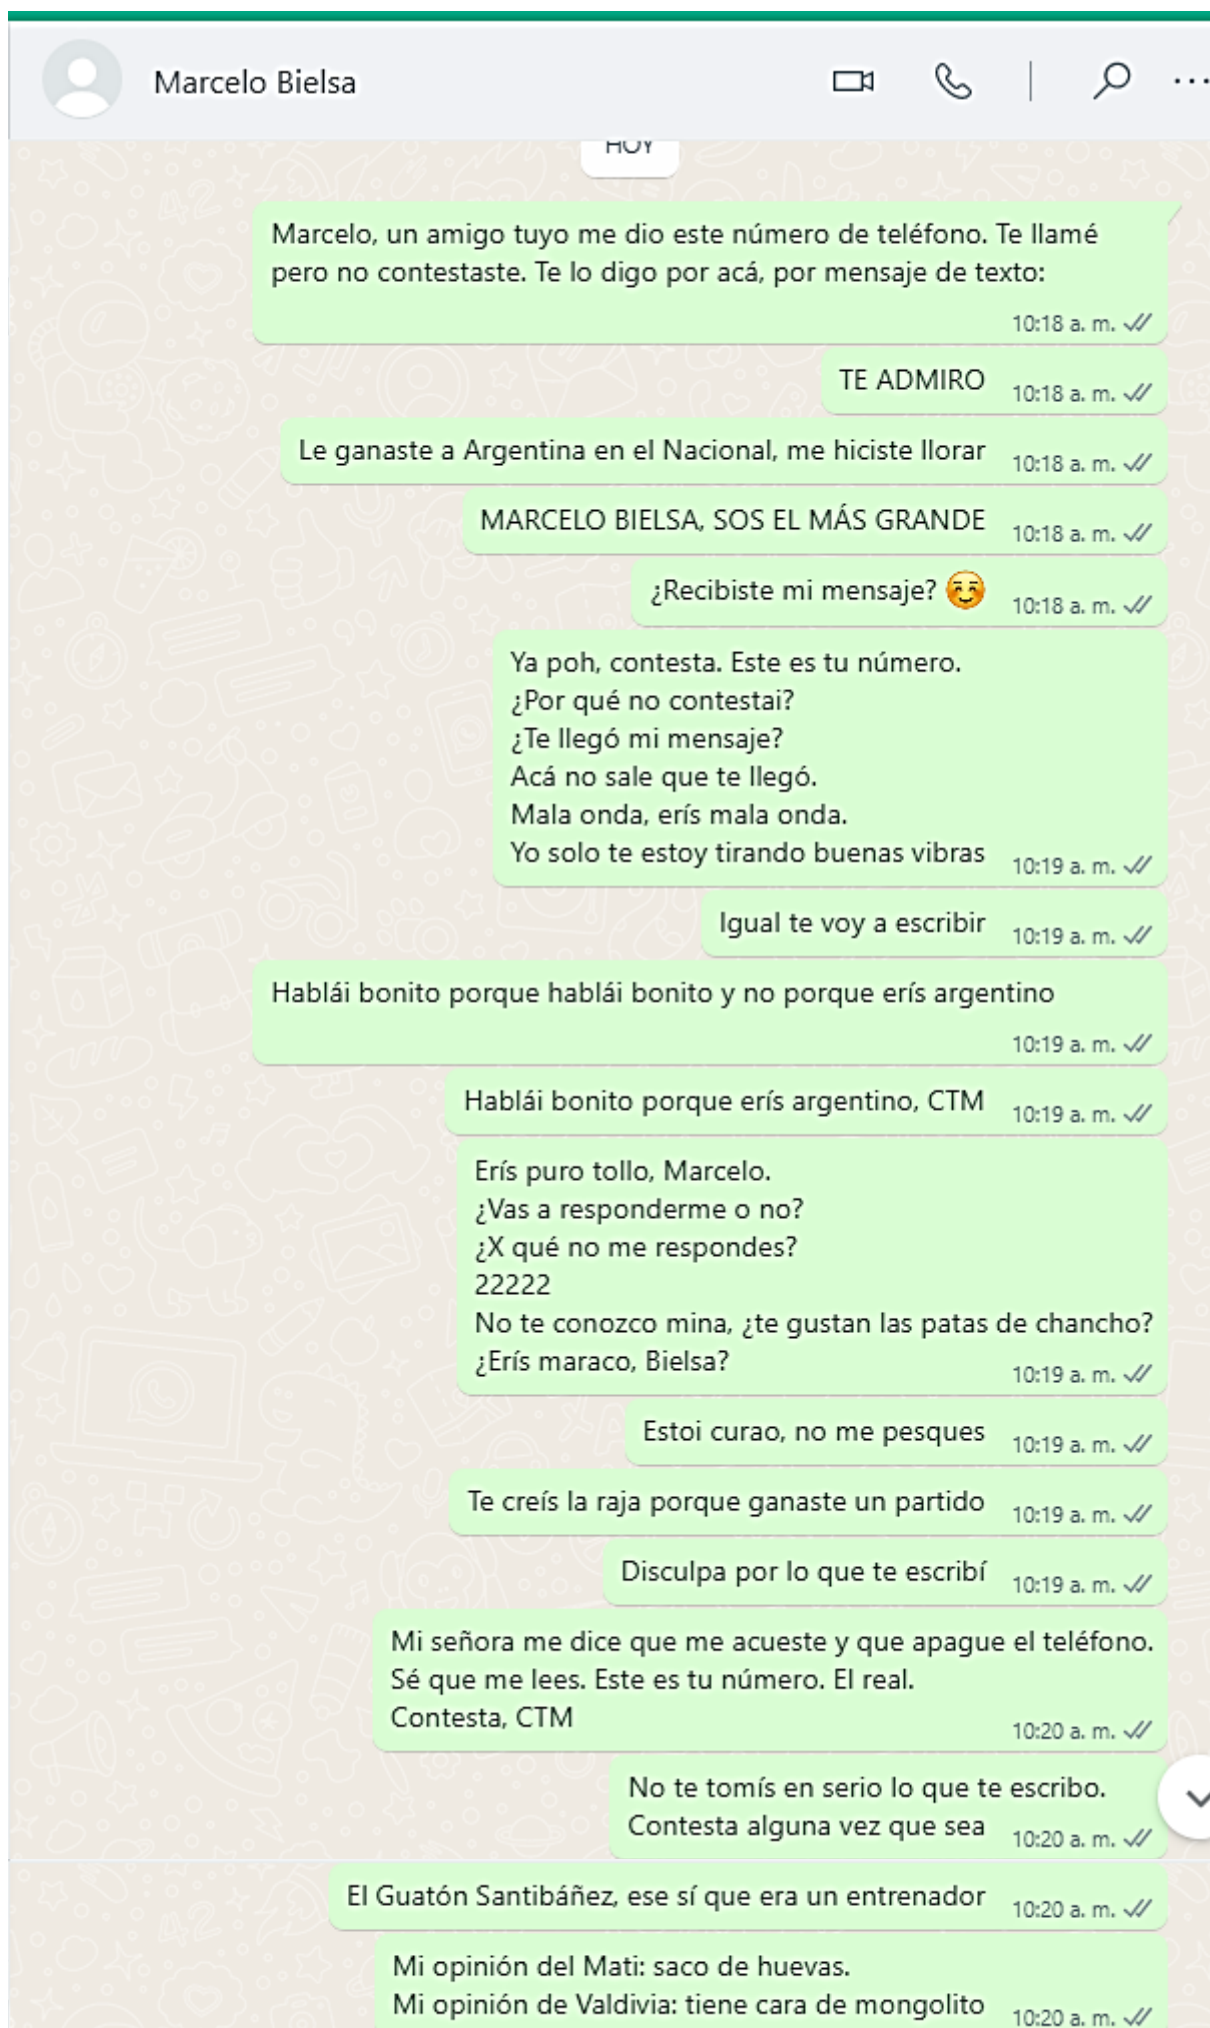 Marcelo Bielsa
HOY
Marcelo, un amigo tuyo me dio este número de teléfono. Te llamé
pero no contestaste. Te lo digo por acá, por mensaje de texto:
10:18 a. m.
TE ADMIRO 10:18 a. m.
Le ganaste a Argentina en el Nacional, me hiciste llorar 10:18 a. m.
MARCELO BIELSA, SOS EL MÁS GRANDE 10:18 a. m.
¿Recibiste mi mensaje? ☺️ 10:18 a. m.
Ya poh, contesta. Este es tu número.
¿Por qué no contestai?
¿Te llegó mi mensaje?
Acá no sale que te llegó.
Mala onda, erís mala onda.
Yo solo te estoy tirando buenas vibras 10:19 a. m.
Igual te voy a escribir 10:19 a. m.
Hablái bonito porque hablái bonito y no porque erís argentino
10:19 a. m.
Hablái bonito porque erís argentino, CTM 10:19 a. m.
Erís puro tollo, Marcelo.
¿Vas a responderme o no?
¿X qué no me respondes?
22222
No te conozco mina, ¿te gustan las patas de chancho?
¿Erís maraco, Bielsa? 10:19 a. m.
Estoi curao, no me pesques 10:19 a. m.
Te creís la raja porque ganaste un partido 10:19 a. m.
Disculpa por lo que te escribí 10:19 a. m.
Mi señora me dice que me acueste y que apague el teléfono.
Sé que me lees. Este es tu número. El real.
Contesta, CTM 10:20 a. m.
No te tomís en serio lo que te escribo.
Contesta alguna vez que sea 10:20 a. m.
El Guatón Santibáñez, ese sí que era un entrenador 10:20 a. m.
Mi opinión del Mati: saco de huevas.
Mi opinión de Valdivia: tiene cara de mongolito 10:20 a. m.